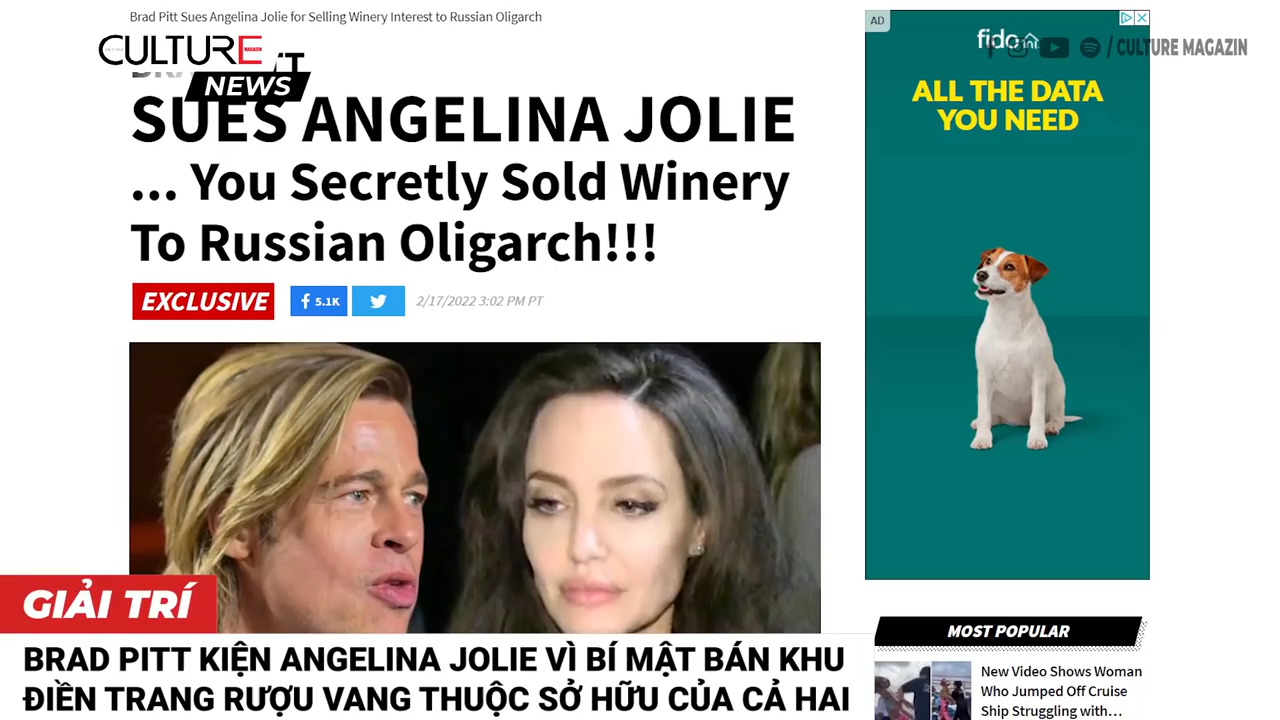 Brad Pitt Sues Angelina Jolie for Selling Winery Interest to Russian Oligarch
CULTURE MAGAZIN
NEWS
SUES ANGELINA JOLIE
... You Secretly Sold Winery
To Russian Oligarch!!!
EXCLUSIVE
5.1K
2/17/2022 3:02 PM PT
AD
fido
/ CULTURE MAGAZIN
ALL THE DATA
YOU NEED
GIẢI TRÍ
BRAD PITT KIỆN ANGELINA JOLIE VÌ BÍ MẬT BÁN KHU
ĐIỀN TRANG RƯỢU VANG THUỘC SỞ HỮU CỦA CẢ HAI
MOST POPULAR
New Video Shows Woman
Who Jumped Off Cruise
Ship Struggling with...